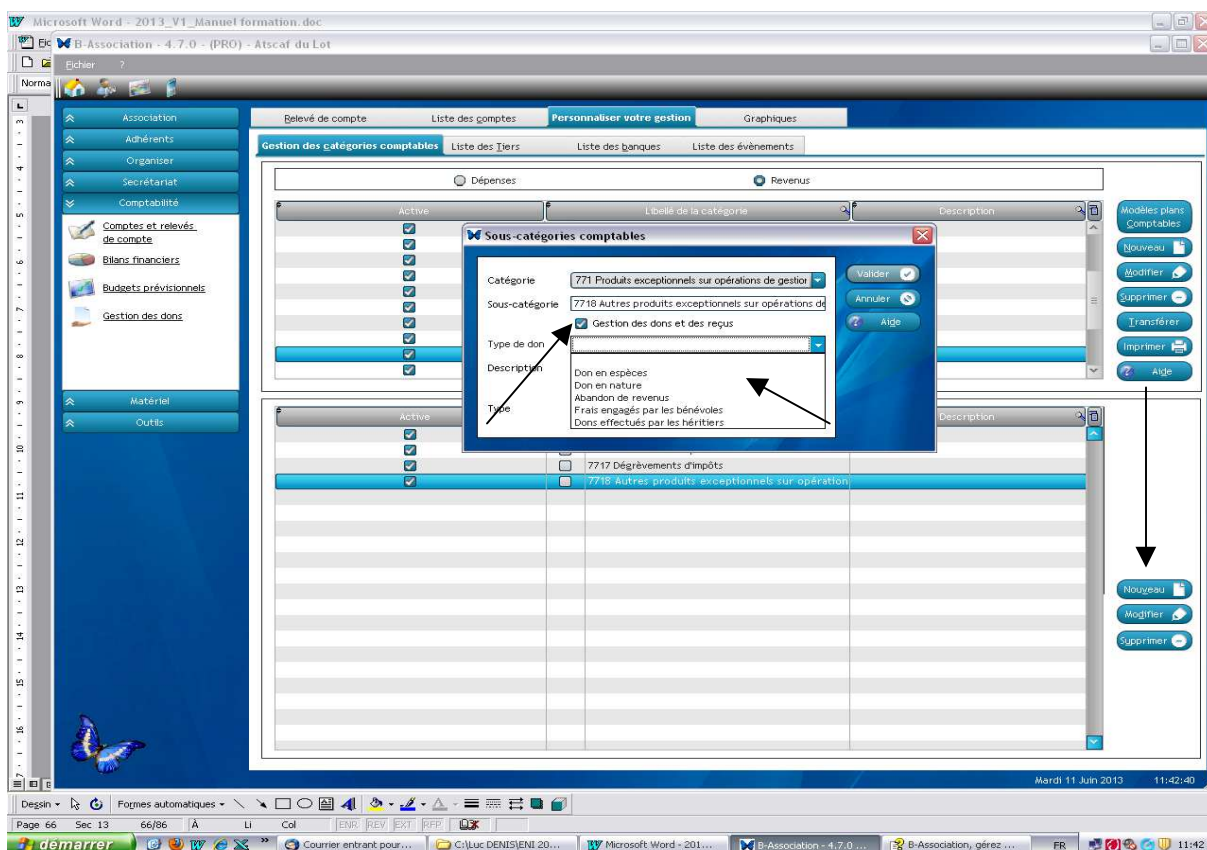 Microsoft Word - 2013_V1_Manuel formation.doc
B-Association - 4.7.0 - (PRO) - Atscaf du Lot
Fichier ?
Norma
Association
Adhérents
Organiser
Secrétariat
Comptabilité
Comptes et relevés
de compte
Bilans financiers
Budgets prévisionnels
Gestion des dons
Matériel
Outils
Relevé de compte Liste des comptes Personnaliser votre gestion Graphiques
Gestion des catégories comptables Liste des Tiers Liste des banques Liste des évènements
Dépenses Revenus
Active Libellé de la catégorie Description
Modèles plans
Comptables
Nouveau
Modifier
Supprimer
Transférer
Imprimer
Aide
Sous-catégories comptables
Catégorie 771 Produits exceptionnels sur opérations de gestion
Sous-catégorie 7718 Autres produits exceptionnels sur opérations de
Gestion des dons et des reçus
Type de don
Description
Type
Don en espèces
Don en nature
Abandon de revenus
Frais engagés par les bénévoles
Dons effectués par les héritiers
Valider
Annuler
Aide
Active Description
7717 Dégrèvements d'impôts
7718 Autres produits exceptionnels sur opération
Nouveau
Modifier
Supprimer
Mardi 11 Juin 2013 11:42:40
Dessin Formes automatiques
Page 66 Sec 13 66/86 À Li Col ENR REV EXT RFP
démarrer Courrier entrant pour... C:\Luc DENIS\ENI 20... Microsoft Word - 201... B-Association - 4.7.0 ... B-Association, gérez ... FR 11:42